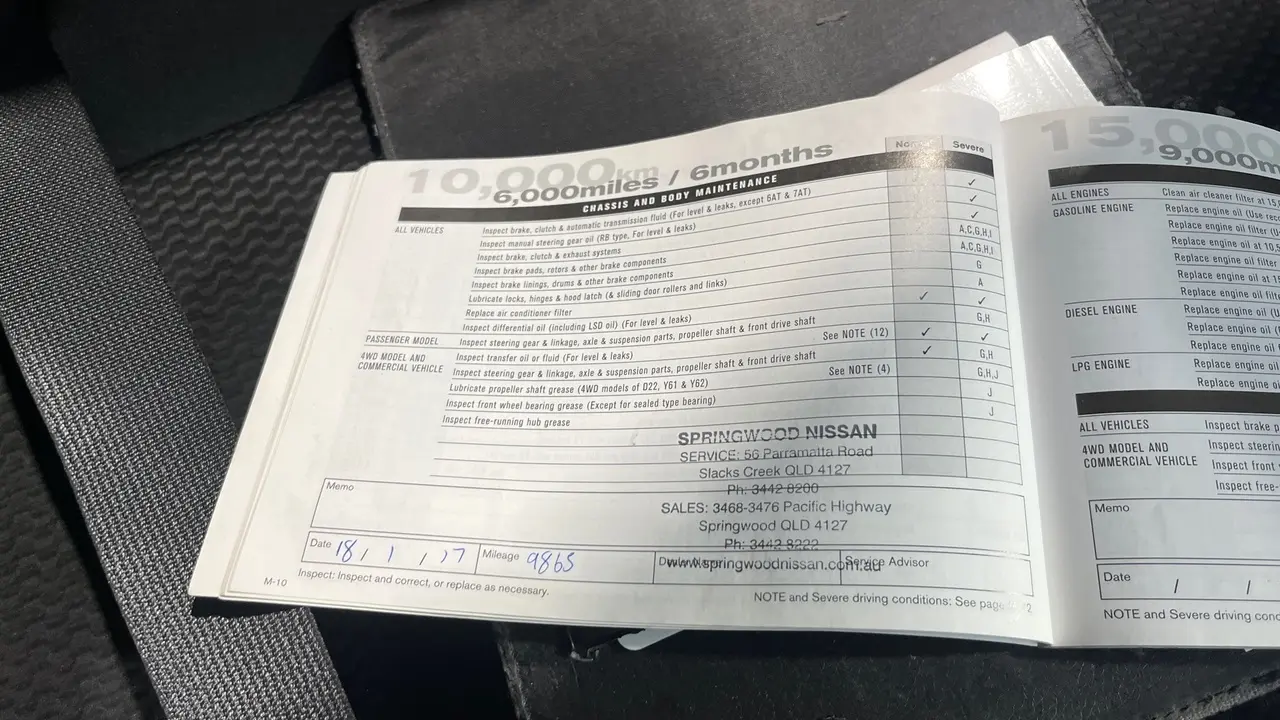 10,000km
6,000miles / 6months
Normal Severe
CHASSIS AND BODY MAINTENANCE
ALL VEHICLES
Inspect brake, clutch & automatic transmission fluid (For level & leaks, except 6AT & 7AT) ✓
Inspect manual steering gear oil (RB type, For level & leaks) ✓
Inspect brake, clutch & exhaust systems ✓
Inspect brake pads, rotors & other brake components A,C,G,H,I
Inspect brake linings, drums & other brake components A,C,G,H,I
Lubricate locks, hinges & hood latch (& sliding door rollers and links) G
Replace air conditioner filter A
Inspect differential oil (including LSD oil) (For level & leaks) ✓ ✓
PASSENGER MODEL Inspect steering gear & linkage, axle & suspension parts, propeller shaft & front drive shaft G,H
4WD MODEL AND
COMMERCIAL VEHICLE
Inspect transfer oil or fluid (For level & leaks) See NOTE (12) ✓ ✓
Inspect steering gear & linkage, axle & suspension parts, propeller shaft & front drive shaft ✓ G,H
Lubricate propeller shaft grease (4WD models of D22, Y61 & Y62) See NOTE (4) G,H,J
Inspect front wheel bearing grease (Except for sealed type bearing) J
Inspect free-running hub grease J
SPRINGWOOD NISSAN
SERVICE: 56 Parramatta Road
Slacks Creek QLD 4127
Ph: 3442 8200
SALES: 3468-3476 Pacific Highway
Springwood QLD 4127
Ph: 3442 8222
www.springwoodnissan.com.au
Memo
Date 18 / 1 / 17 Mileage 9865 Service Advisor
M-10 Inspect: Inspect and correct, or replace as necessary.
NOTE and Severe driving conditions: See page
15,000
9,000m
ALL ENGINES Clean air cleaner filter at 15
GASOLINE ENGINE Replace engine oil (Use
Replace engine oil filter
Replace engine oil at 10,
Replace engine oil filter
Replace engine oil at 1
Replace engine oil filt
DIESEL ENGINE Replace engine oil
Replace engine oil
Replace engine oil
LPG ENGINE Replace engine oil
Replace engine
ALL VEHICLES Inspect brake p
4WD MODEL AND
COMMERCIAL VEHICLE
Inspect steerin
Inspect front
Inspect free-
Memo
Date / /
NOTE and Severe driving cond